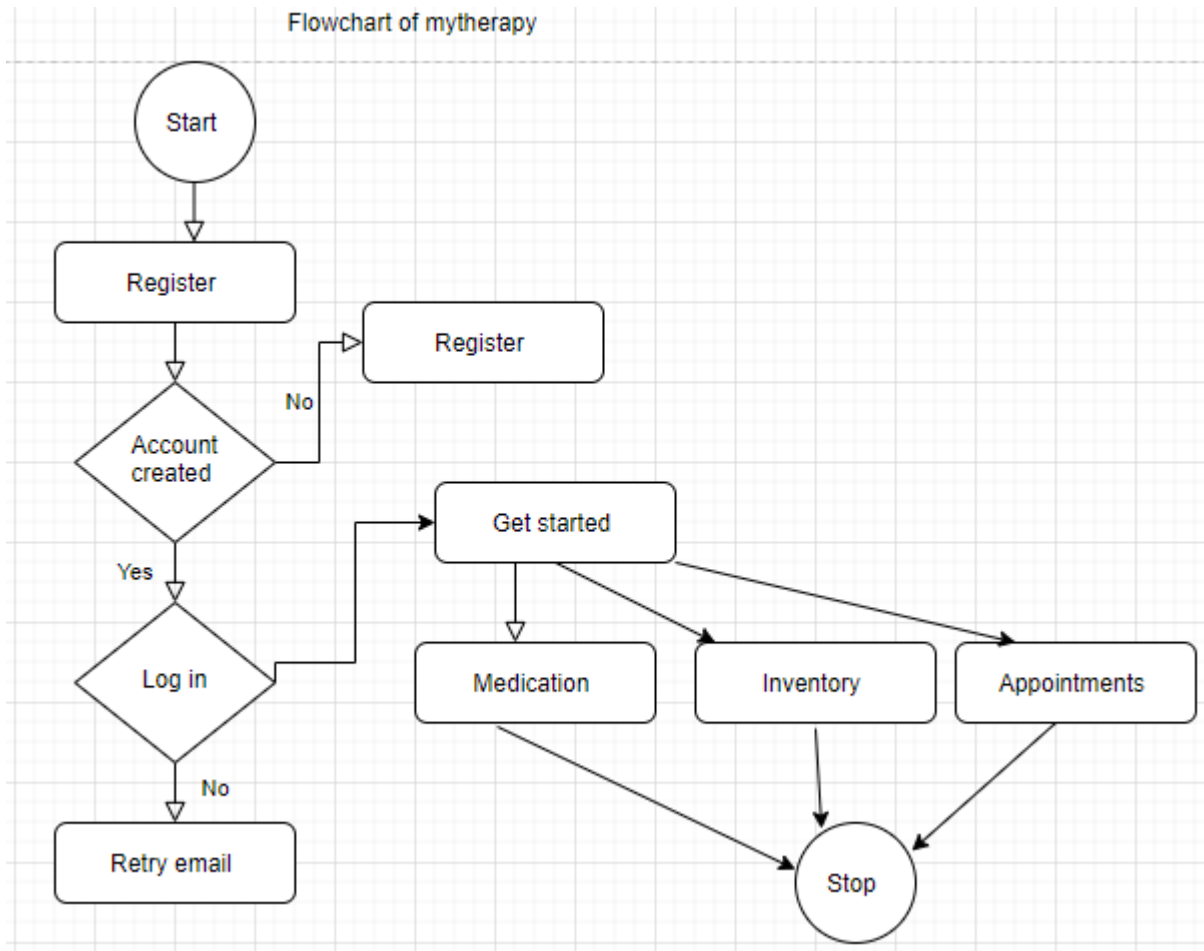 Flowchart of mytherapy
Start
Register
Register
No
Account
created
Get started
Yes
Log in
Medication
Inventory
Appointments
No
Retry email
Stop